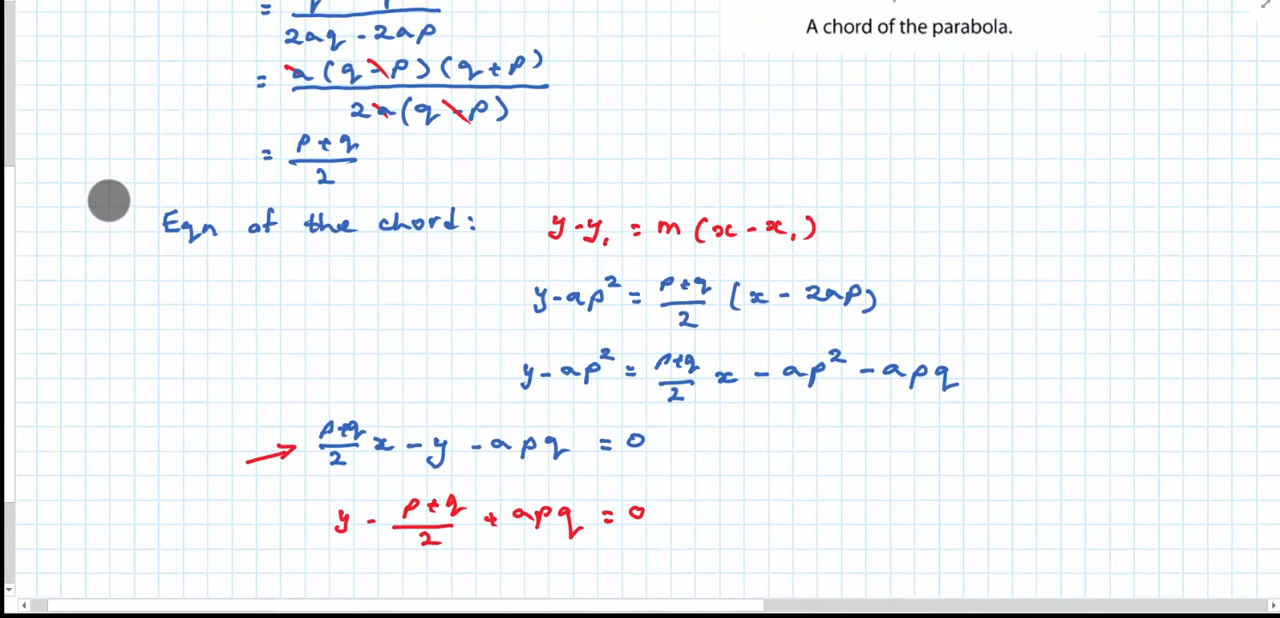 A chord of the parabola.
=
2aq - 2ap
= a(q-p)(q+p)
2a(q-p)
= p+q
2
Eqn of the chord: y-y₁ = m(x-x₁)
y-ap² = p+q/2 (x - 2ap)
y-ap² = p+q/2 x - ap² - apq
→ p+q/2 x - y - apq = 0
y - p+q/2 + apq = 0